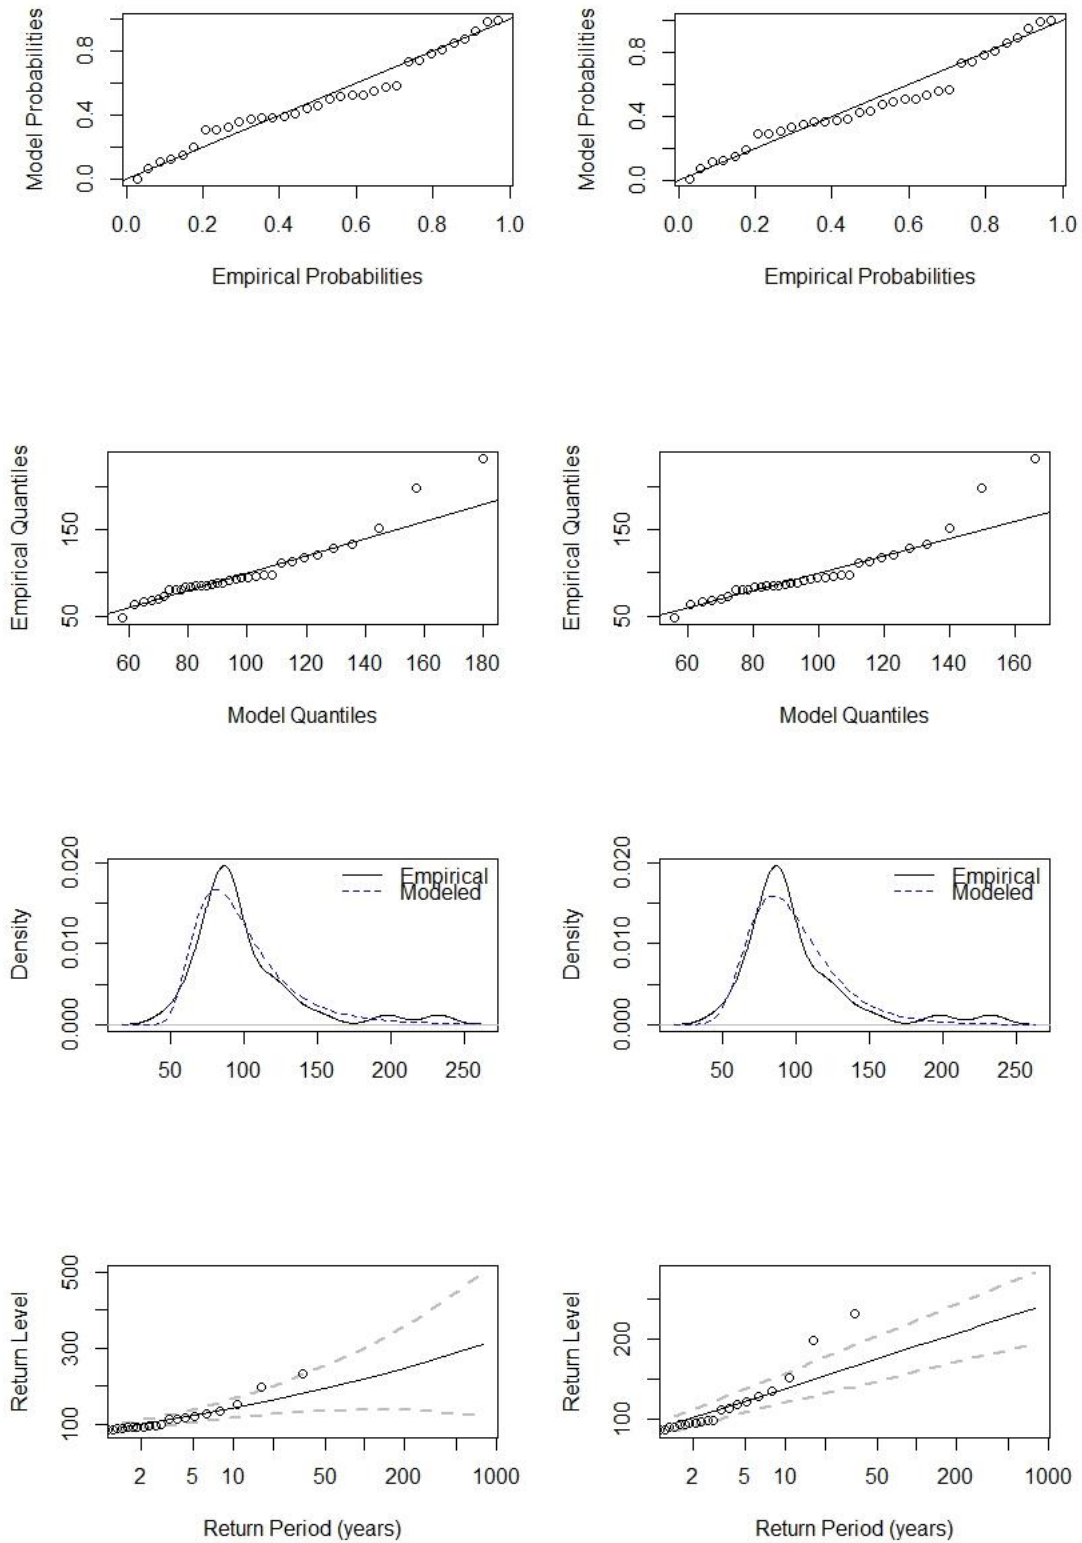 Model Probabilities
0.0 0.4 0.8
0.0 0.2 0.4 0.6 0.8 1.0
Empirical Probabilities
Model Probabilities
0.0 0.4 0.8
0.0 0.2 0.4 0.6 0.8 1.0
Empirical Probabilities
Empirical Quantiles
50 150
60 80 100 120 140 160 180
Model Quantiles
Empirical Quantiles
50 150
60 80 100 120 140 160
Model Quantiles
Density
0.000 0.010 0.020
Empirical
Modeled
50 100 150 200 250
Density
0.000 0.010 0.020
Empirical
Modeled
50 100 150 200 250
Return Level
100 300 500
2 5 10 50 200 1000
Return Period (years)
Return Level
100 200
2 5 10 50 200 1000
Return Period (years)